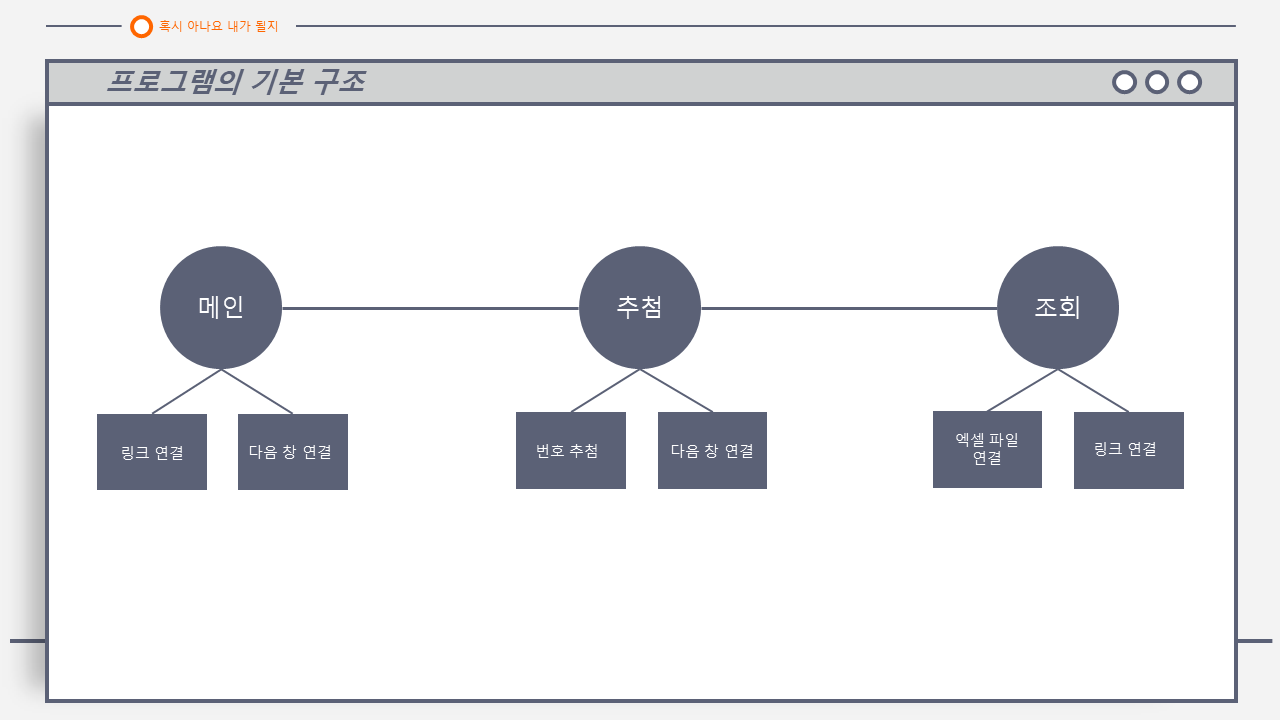 혹시 아나요 내가 될지
프로그램의 기본 구조
메인
추첨
조회
링크 연결
다음 창 연결
번호 추첨
다음 창 연결
엑셀 파일
연결
링크 연결